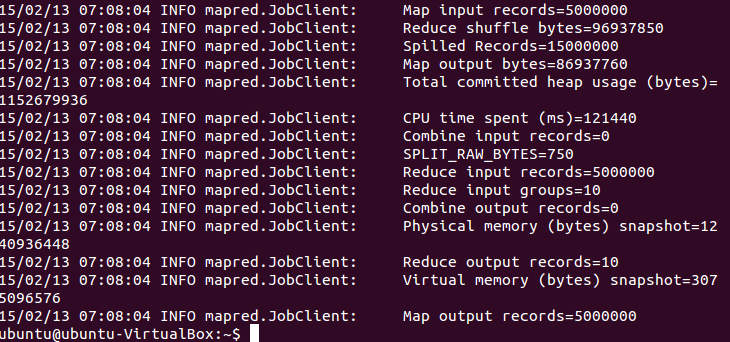 15/02/13 07:08:04 INFO mapred.JobClient:     Map input records=5000000
15/02/13 07:08:04 INFO mapred.JobClient:     Reduce shuffle bytes=96937850
15/02/13 07:08:04 INFO mapred.JobClient:     Spilled Records=15000000
15/02/13 07:08:04 INFO mapred.JobClient:     Map output bytes=86937760
15/02/13 07:08:04 INFO mapred.JobClient:     Total committed heap usage (bytes)=
1152679936
15/02/13 07:08:04 INFO mapred.JobClient:     CPU time spent (ms)=121440
15/02/13 07:08:04 INFO mapred.JobClient:     Combine input records=0
15/02/13 07:08:04 INFO mapred.JobClient:     SPLIT_RAW_BYTES=750
15/02/13 07:08:04 INFO mapred.JobClient:     Reduce input records=5000000
15/02/13 07:08:04 INFO mapred.JobClient:     Reduce input groups=10
15/02/13 07:08:04 INFO mapred.JobClient:     Combine output records=0
15/02/13 07:08:04 INFO mapred.JobClient:     Physical memory (bytes) snapshot=12
40936448
15/02/13 07:08:04 INFO mapred.JobClient:     Reduce output records=10
15/02/13 07:08:04 INFO mapred.JobClient:     Virtual memory (bytes) snapshot=307
5096576
15/02/13 07:08:04 INFO mapred.JobClient:     Map output records=5000000
ubuntu@ubuntu-VirtualBox:~$